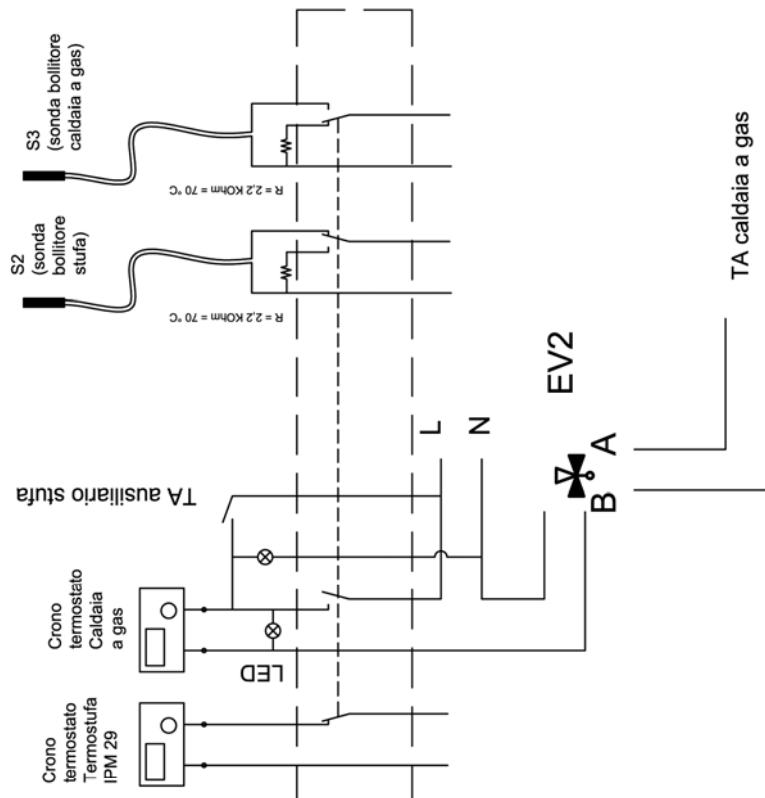 S3
(sonda bollitore
caldaia a gas)
R = 2,2 KOhm = 70 °C
S2
(sonda
bollitore
stufa)
R = 2,2 KOhm = 70 °C
TA ausiliario stufa
Crono
termostato
Caldaia
a gas
LED
Crono
termostato
Termostufa
IPM 29
L
N
EV2
A
B
TA caldaia a gas